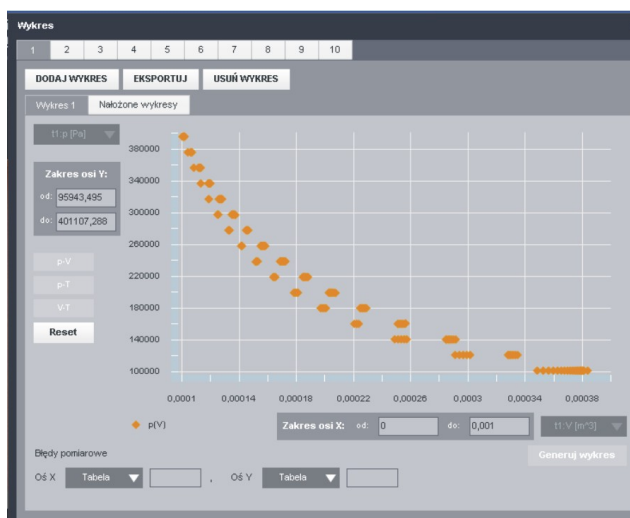 Wykres
1 2 3 4 5 6 7 8 9 10
DODAJ WYKRES EKSPORTUJ USUŃ WYKRES
Wykres 1 Nałożone wykresy
t1:p [Pa]
Zakres osi Y:
od: 95943,495
do: 401107,288
p-V
p-T
V-T
Reset
380000
340000
300000
260000
220000
180000
140000
100000
0,0001 0,00014 0,00018 0,00022 0,00026 0,0003 0,00034 0,00038
p(V)
Zakres osi X: od: 0 do: 0,001 t1:V [m^3]
Błędy pomiarowe
Generuj wykres
Oś X Tabela , Oś Y Tabela